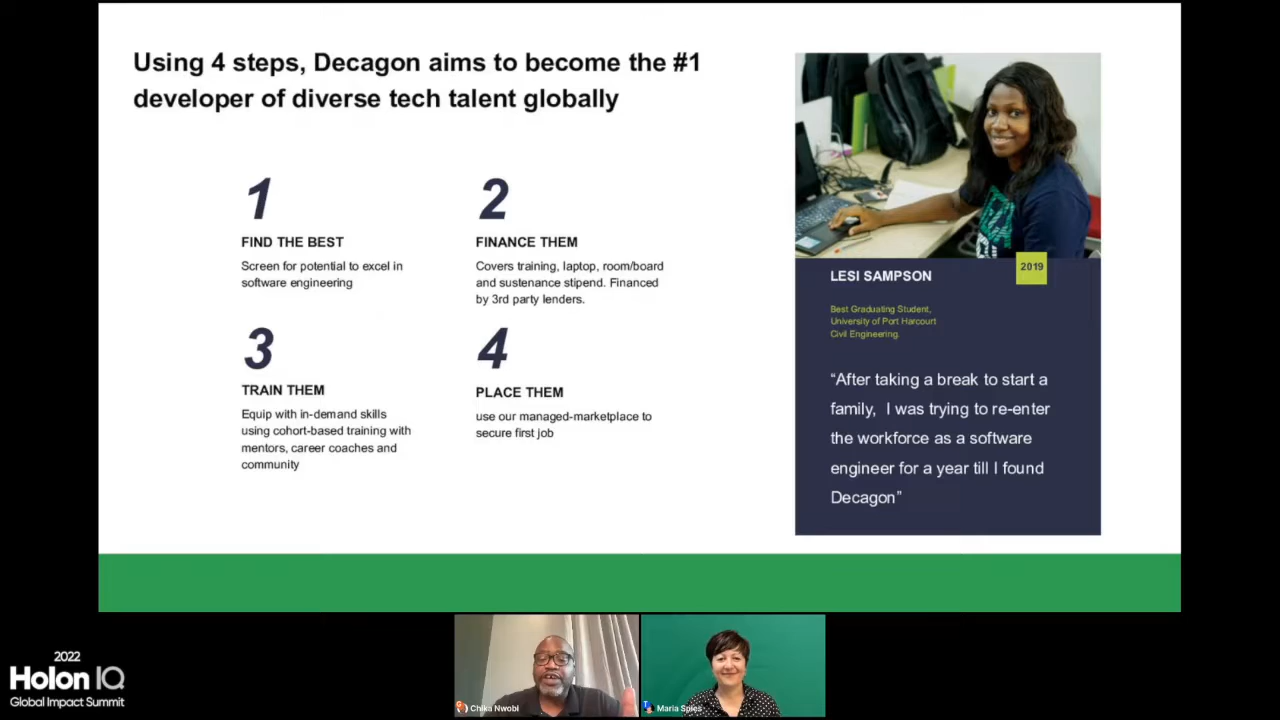 Using 4 steps, Decagon aims to become the #1
developer of diverse tech talent globally
1
FIND THE BEST
Screen for potential to excel in
software engineering
2
FINANCE THEM
Covers training, laptop, room/board
and sustenance stipend. Financed
by 3rd party lenders.
3
TRAIN THEM
Equip with in-demand skills
using cohort-based training with
mentors, career coaches and
community
4
PLACE THEM
use our managed-marketplace to
secure first job
2019
LESI SAMPSON
Best Graduating Student,
University of Port Harcourt
Civil Engineering.
“After taking a break to start a
family, I was trying to re-enter
the workforce as a software
engineer for a year till I found
Decagon”
2022
Holon IQ
Global Impact Summit
Chika Nwobi
Maria Spies